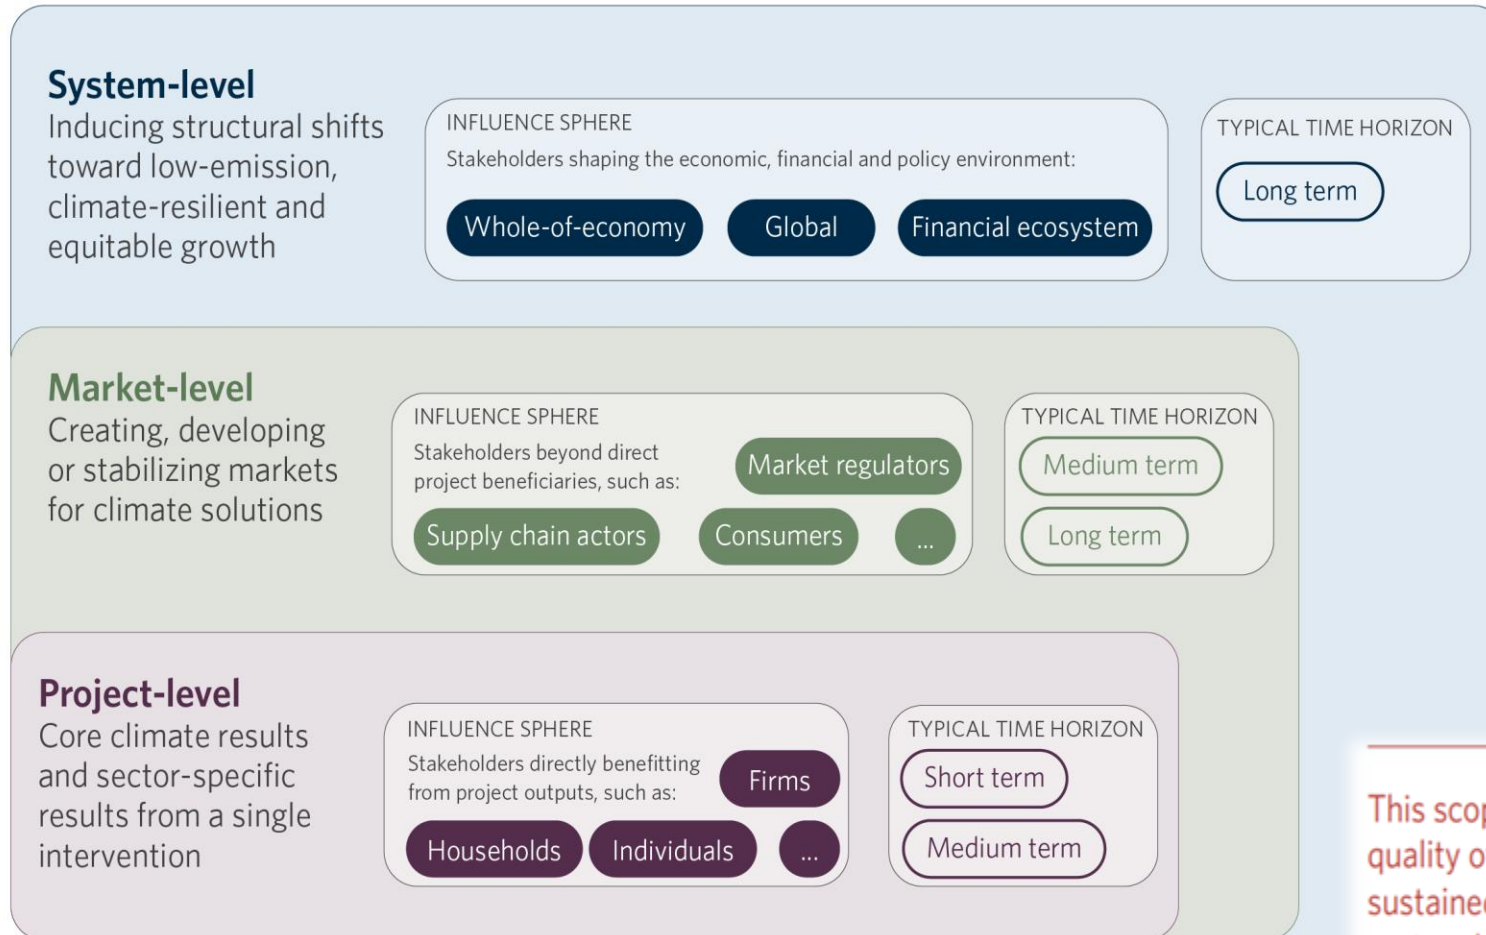 System-level
Inducing structural shifts
toward low-emission,
climate-resilient and
equitable growth
INFLUENCE SPHERE
Stakeholders shaping the economic, financial and policy environment:
Whole-of-economy
Global
Financial ecosystem
TYPICAL TIME HORIZON
Long term
Market-level
Creating, developing
or stabilizing markets
for climate solutions
INFLUENCE SPHERE
Stakeholders beyond direct
project beneficiaries, such as:
Market regulators
Supply chain actors
Consumers
...
TYPICAL TIME HORIZON
Medium term
Long term
Project-level
Core climate results
and sector-specific
results from a single
intervention
INFLUENCE SPHERE
Stakeholders directly benefitting
from project outputs, such as:
Firms
Households
Individuals
...
TYPICAL TIME HORIZON
Short term
Medium term
This
quality